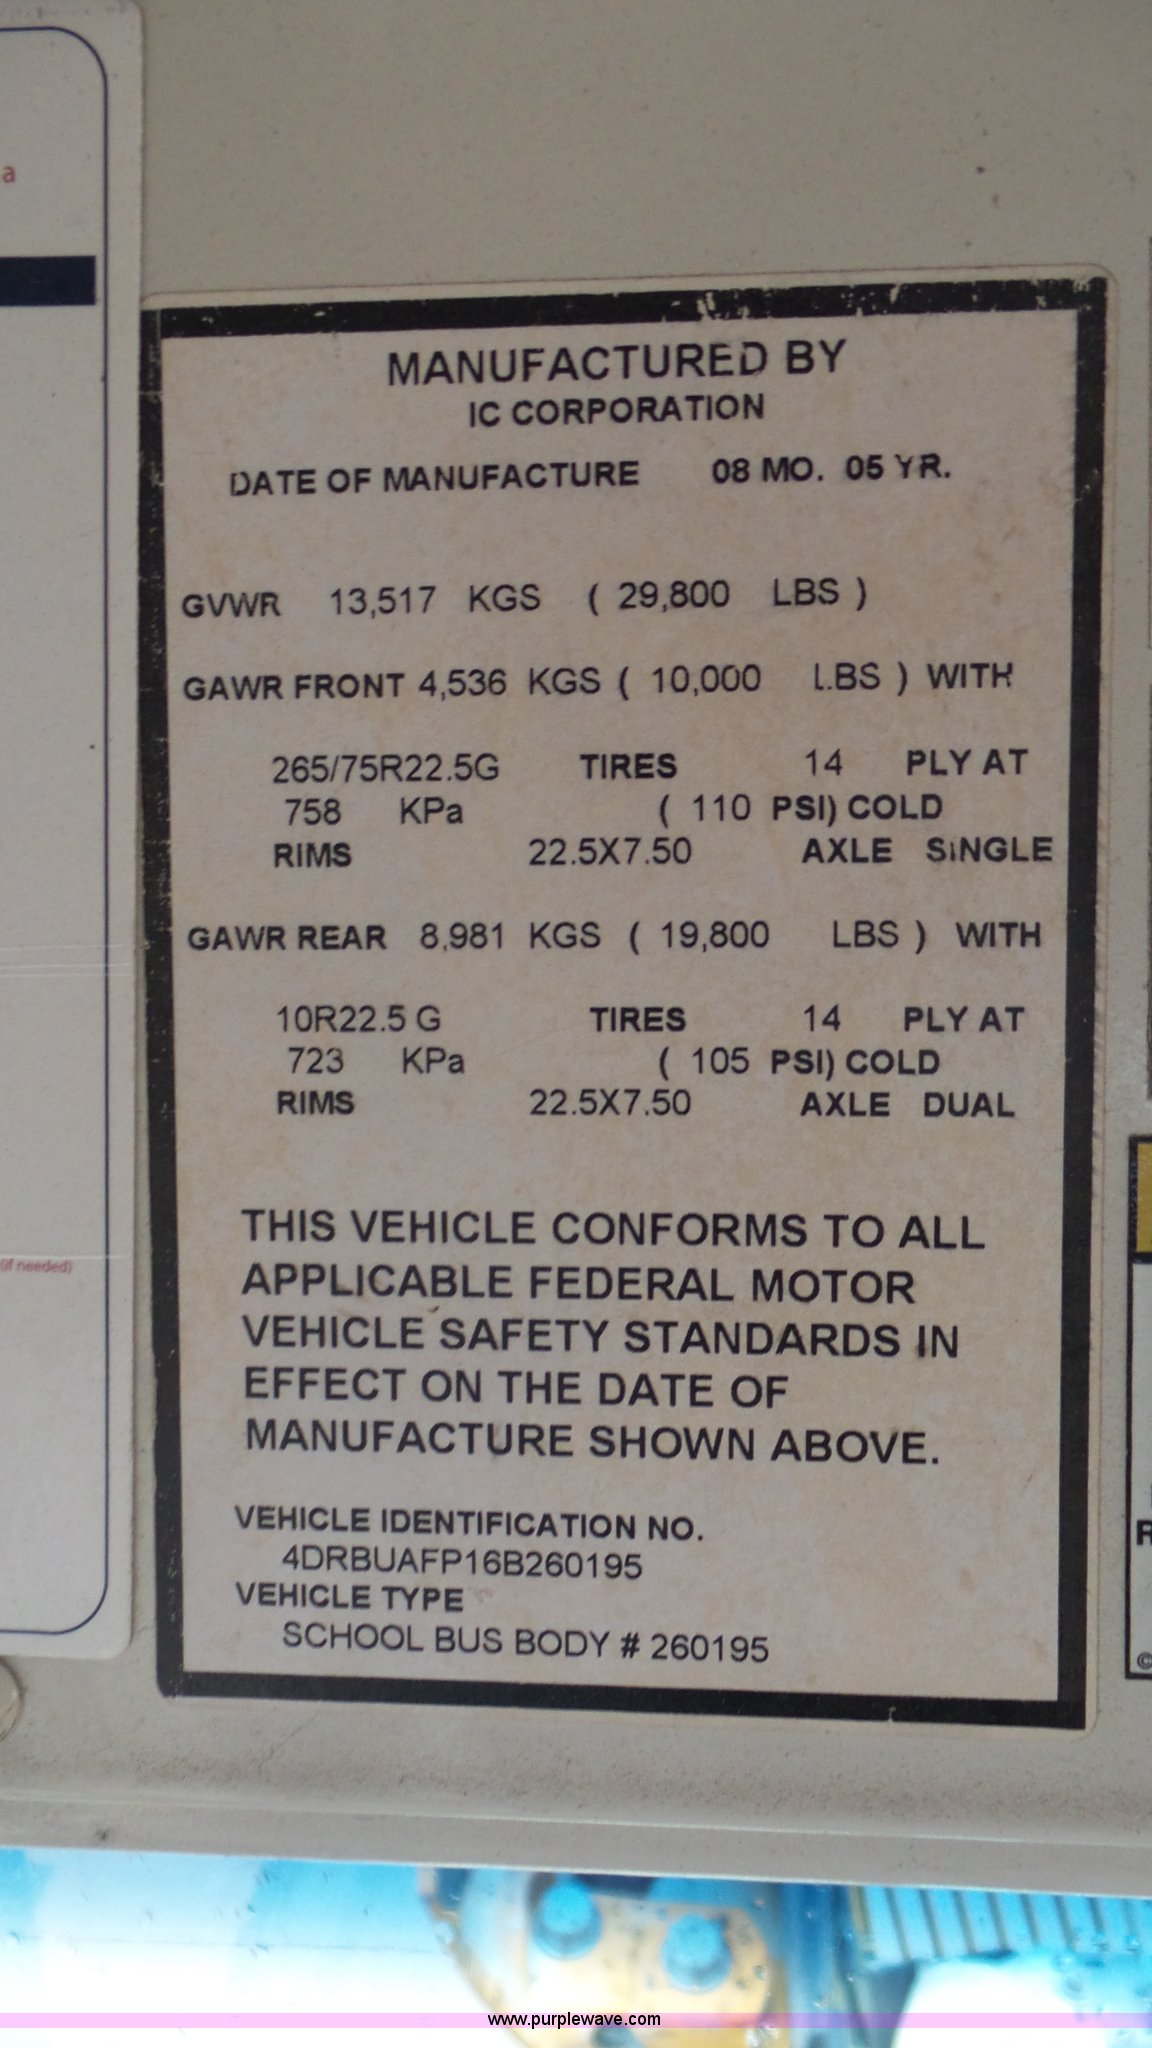 a
MANUFACTURED BY
IC CORPORATION
DATE OF MANUFACTURE 08 MO. 05 YR.
GVWR 13,517 KGS ( 29,800 LBS )
GAWR FRONT 4,536 KGS ( 10,000 LBS ) WITH
265/75R22.5G TIRES 14 PLY AT
758 KPa ( 110 PSI) COLD
RIMS 22.5X7.50 AXLE SINGLE
GAWR REAR 8,981 KGS ( 19,800 LBS ) WITH
10R22.5 G TIRES 14 PLY AT
723 KPa ( 105 PSI) COLD
RIMS 22.5X7.50 AXLE DUAL
THIS VEHICLE CONFORMS TO ALL
APPLICABLE FEDERAL MOTOR
VEHICLE SAFETY STANDARDS IN
EFFECT ON THE DATE OF
MANUFACTURE SHOWN ABOVE.
(if needed)
VEHICLE IDENTIFICATION NO.
4DRBUAFP16B260195
VEHICLE TYPE
SCHOOL BUS BODY # 260195
R
©
www.purplewave.com